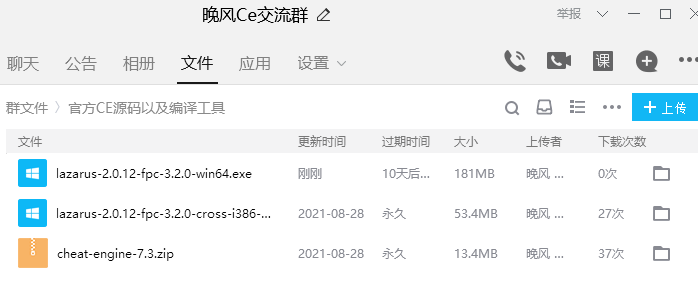 晚风Ce交流群
举报
聊天 公告 相册 文件 应用 设置
课
群文件 〉官方CE源码以及编译工具
上传
文件 更新时间 过期时间 大小 上传者 下载次数
lazarus-2.0.12-fpc-3.2.0-win64.exe 刚刚 10天后... 181MB 晚风 ... 0次
lazarus-2.0.12-fpc-3.2.0-cross-i386-... 2021-08-28 永久 53.4MB 晚风 ... 27次
cheat-engine-7.3.zip 2021-08-28 永久 13.4MB 晚风 ... 37次